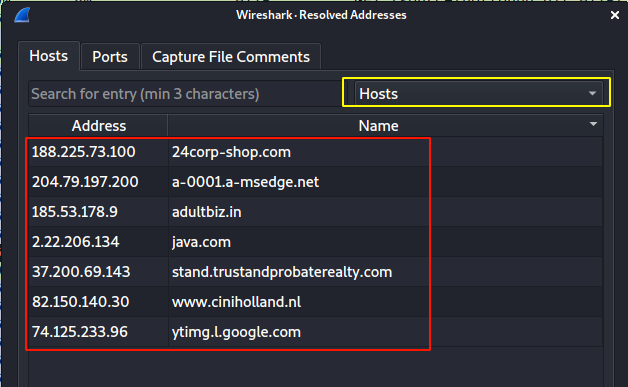 Wireshark · Resolved Addresses
Hosts Ports Capture File Comments
Search for entry (min 3 characters) Hosts
Address Name
188.225.73.100 24corp-shop.com
204.79.197.200 a-0001.a-msedge.net
185.53.178.9 adultbiz.in
2.22.206.134 java.com
37.200.69.143 stand.trustandprobaterealty.com
82.150.140.30 www.ciniholland.nl
74.125.233.96 ytimg.l.google.com